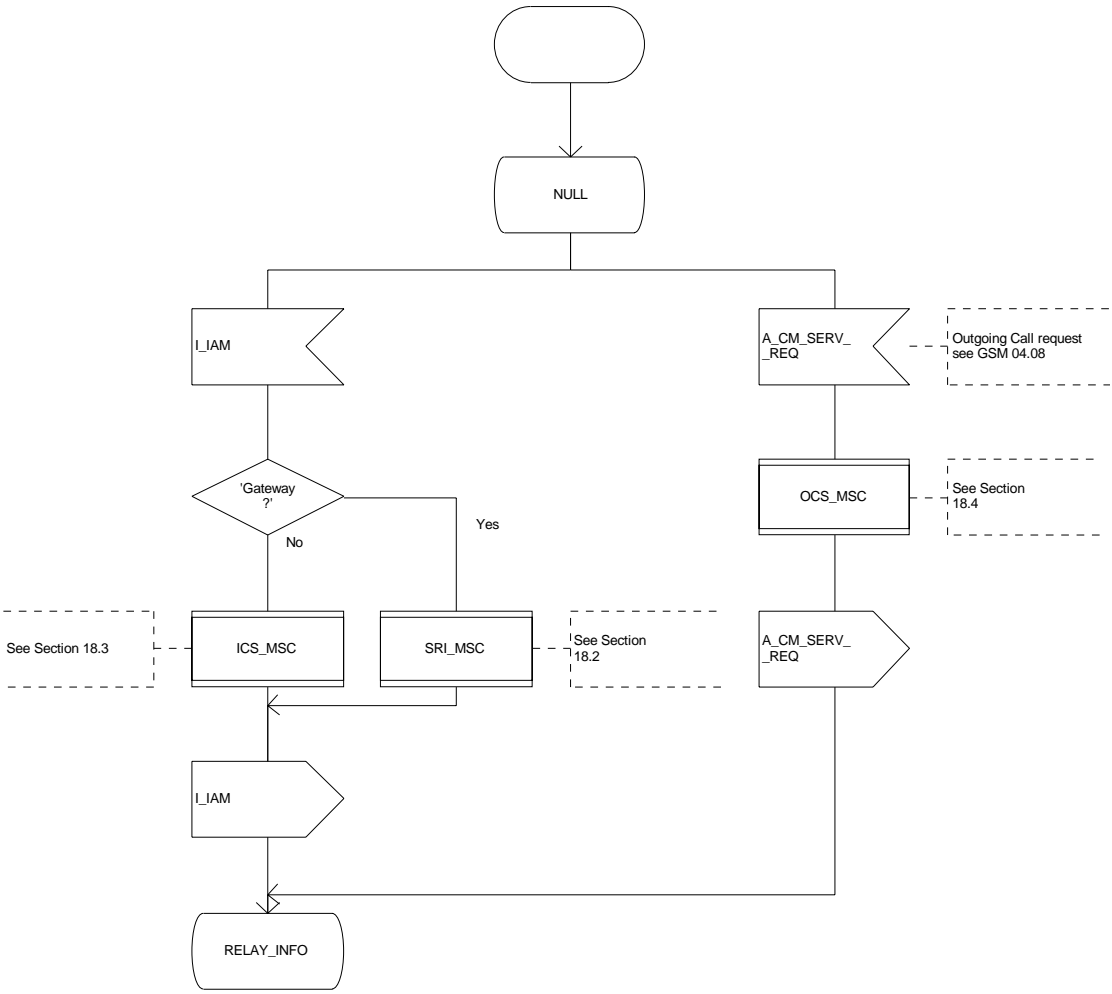 NULL
I_IAM
A_CM_SERV_
_REQ
Outgoing Call request
see GSM 04.08
'Gateway
?'
Yes
No
OCS_MSC
See Section
18.4
See Section 18.3
ICS_MSC
SRI_MSC
See Section
18.2
A_CM_SERV_
_REQ
I_IAM
RELAY_INFO